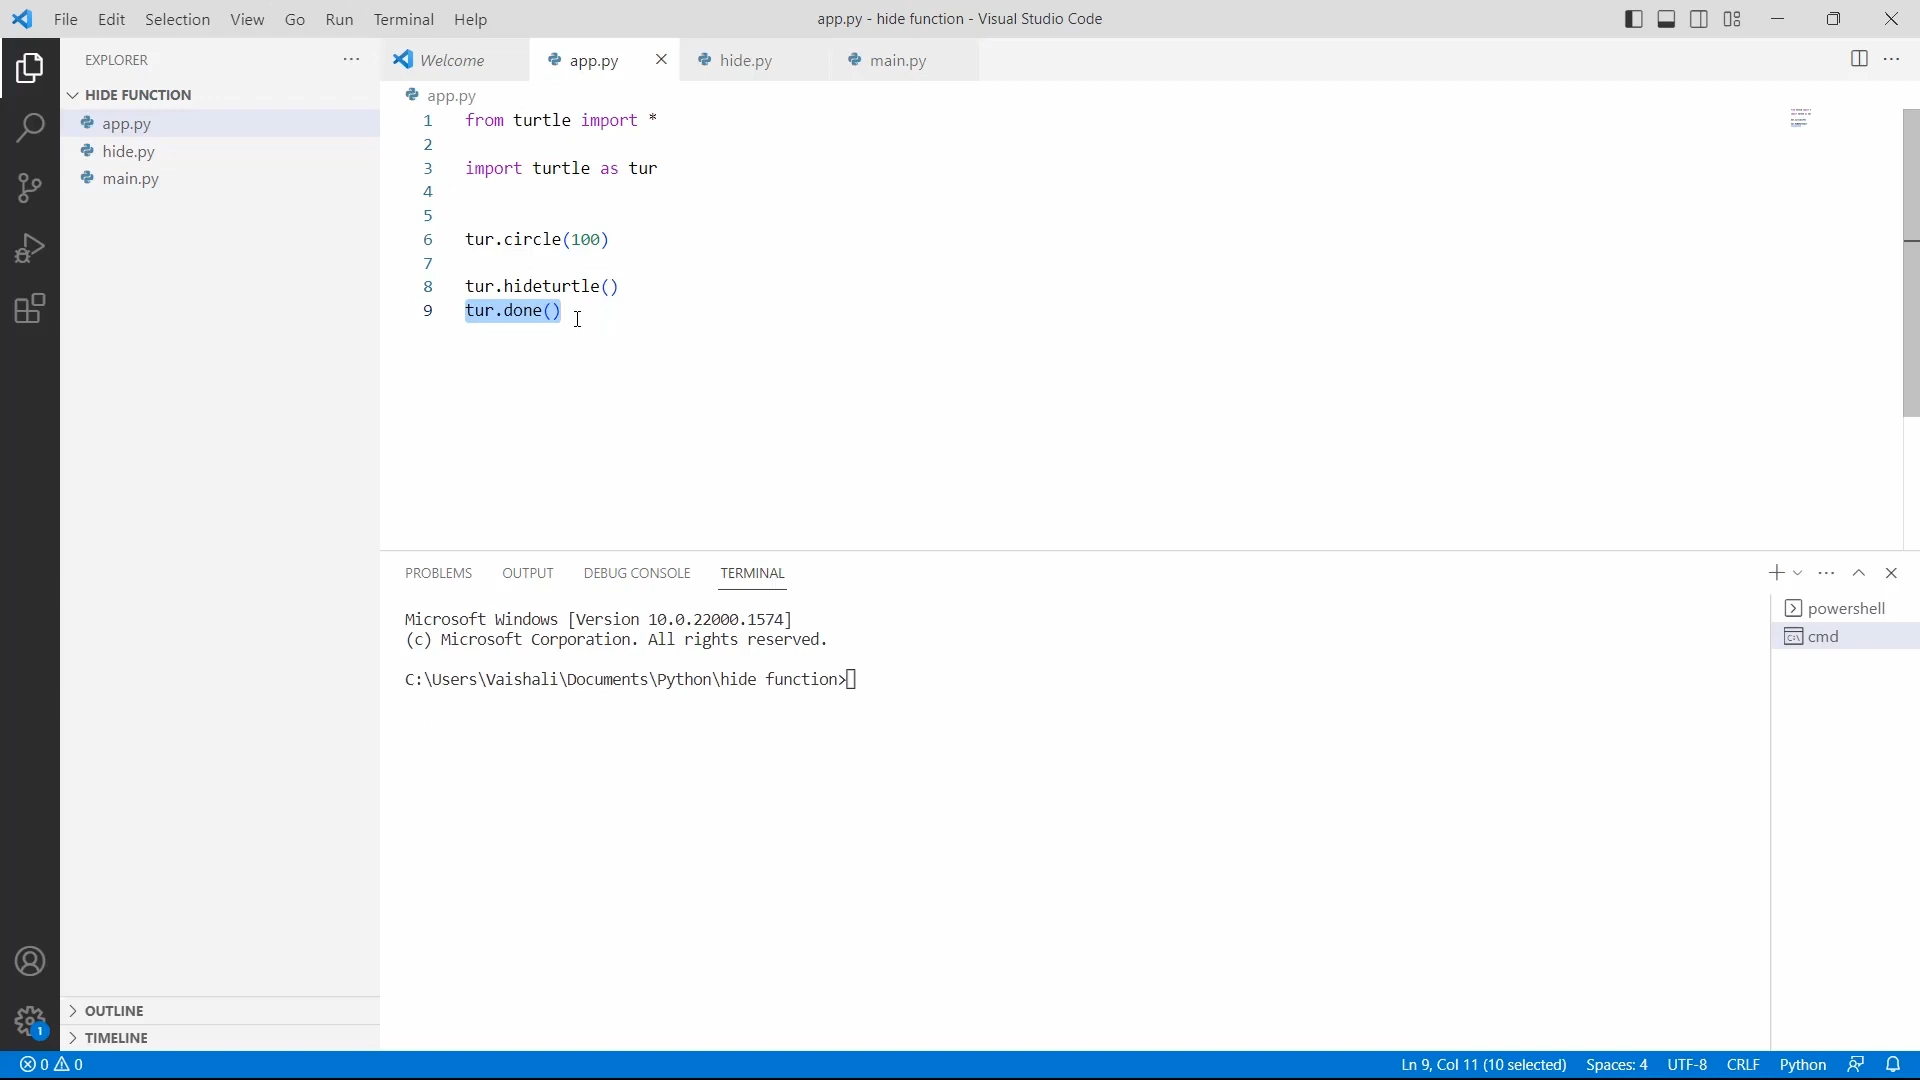 File Edit Selection View Go Run Terminal Help
app.py - hide function - Visual Studio Code
EXPLORER
Welcome
app.py
hide.py
main.py
HIDE FUNCTION
app.py
hide.py
main.py
OUTLINE
TIMELINE
app.py
1 from turtle import *
2
3 import turtle as tur
4
5
6 tur.circle(100)
7
8 tur.hideturtle()
9 tur.done()
PROBLEMS OUTPUT DEBUG CONSOLE TERMINAL
Microsoft Windows [Version 10.0.22000.1574]
(c) Microsoft Corporation. All rights reserved.
C:\Users\Vaishali\Documents\Python\hide function>
powershell
cmd
1
0 0
Ln 9, Col 11 (10 selected) Spaces: 4 UTF-8 CRLF Python